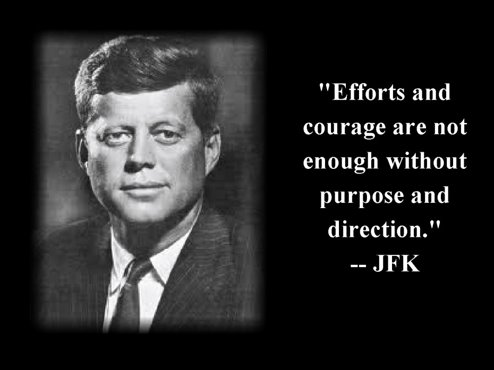 "Efforts and
courage are not
enough without
purpose and
direction."
-- JFK